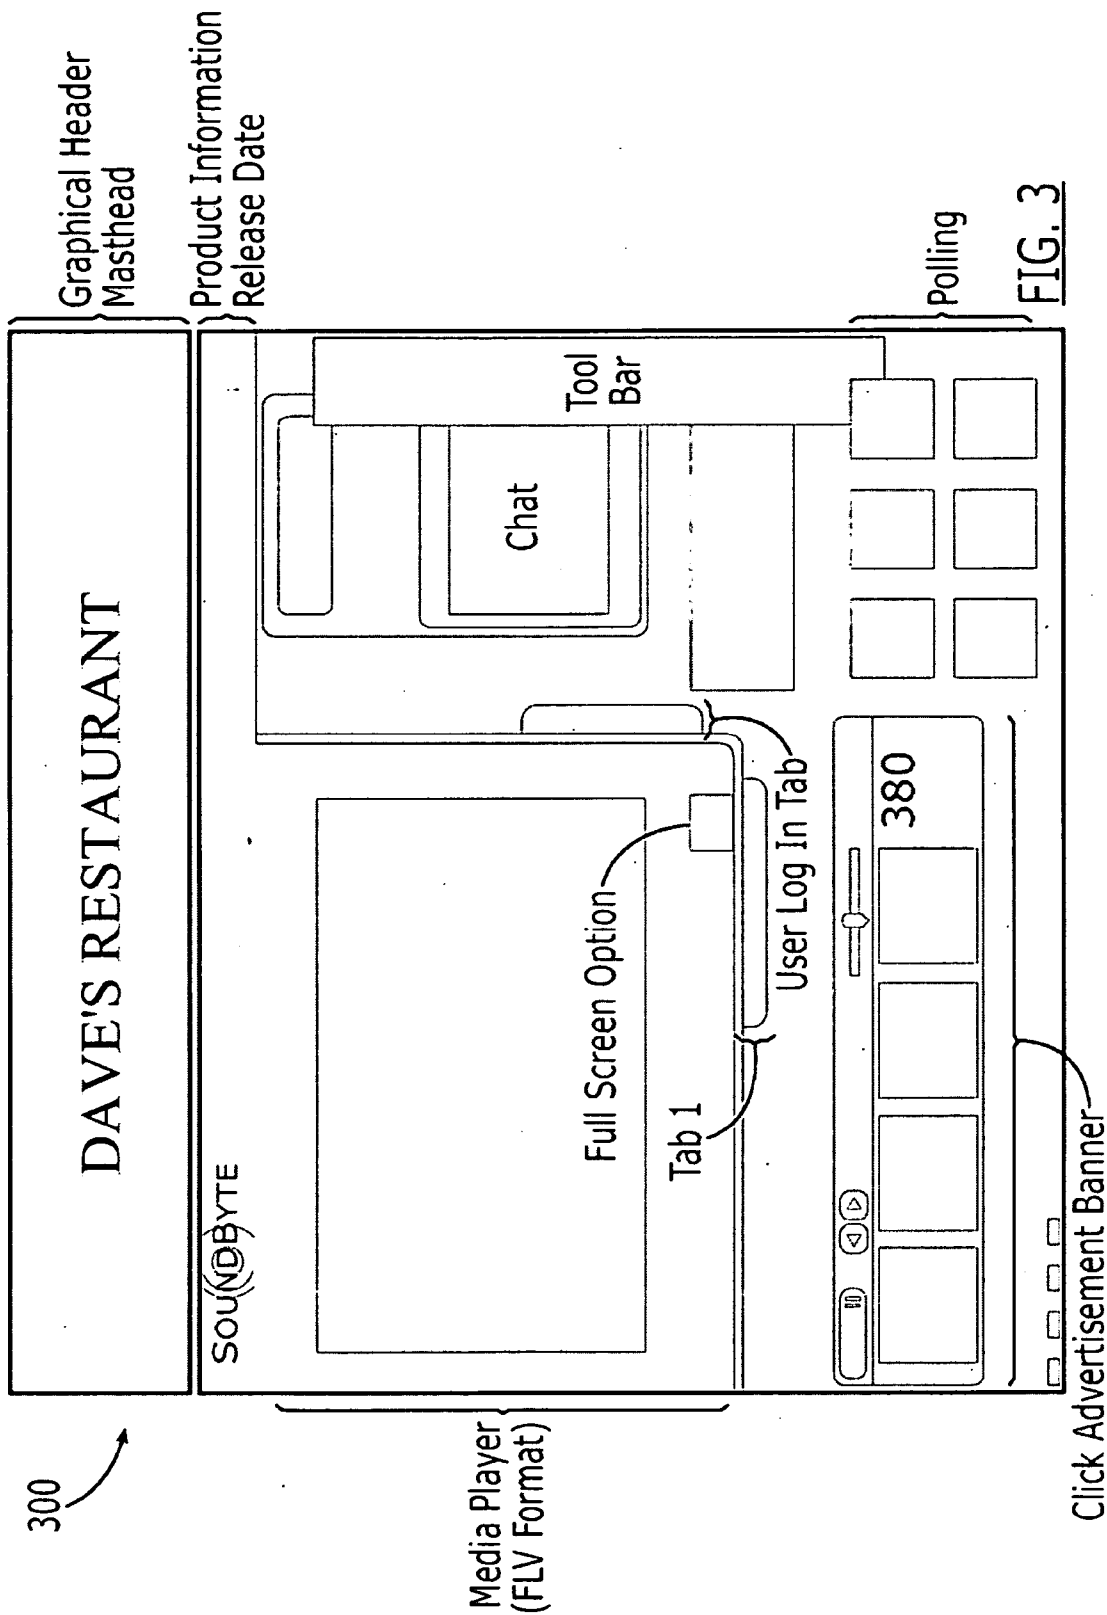 300
DAVE'S RESTAURANT
Graphical Header
Masthead
SOUNDBYTE
Product Information
Release Date
Media Player
(FLV Format)
Full Screen Option
Tab 1
User Log In Tab
Chat
Tool
Bar
380
Polling
Click Advertisement Banner
FIG. 3